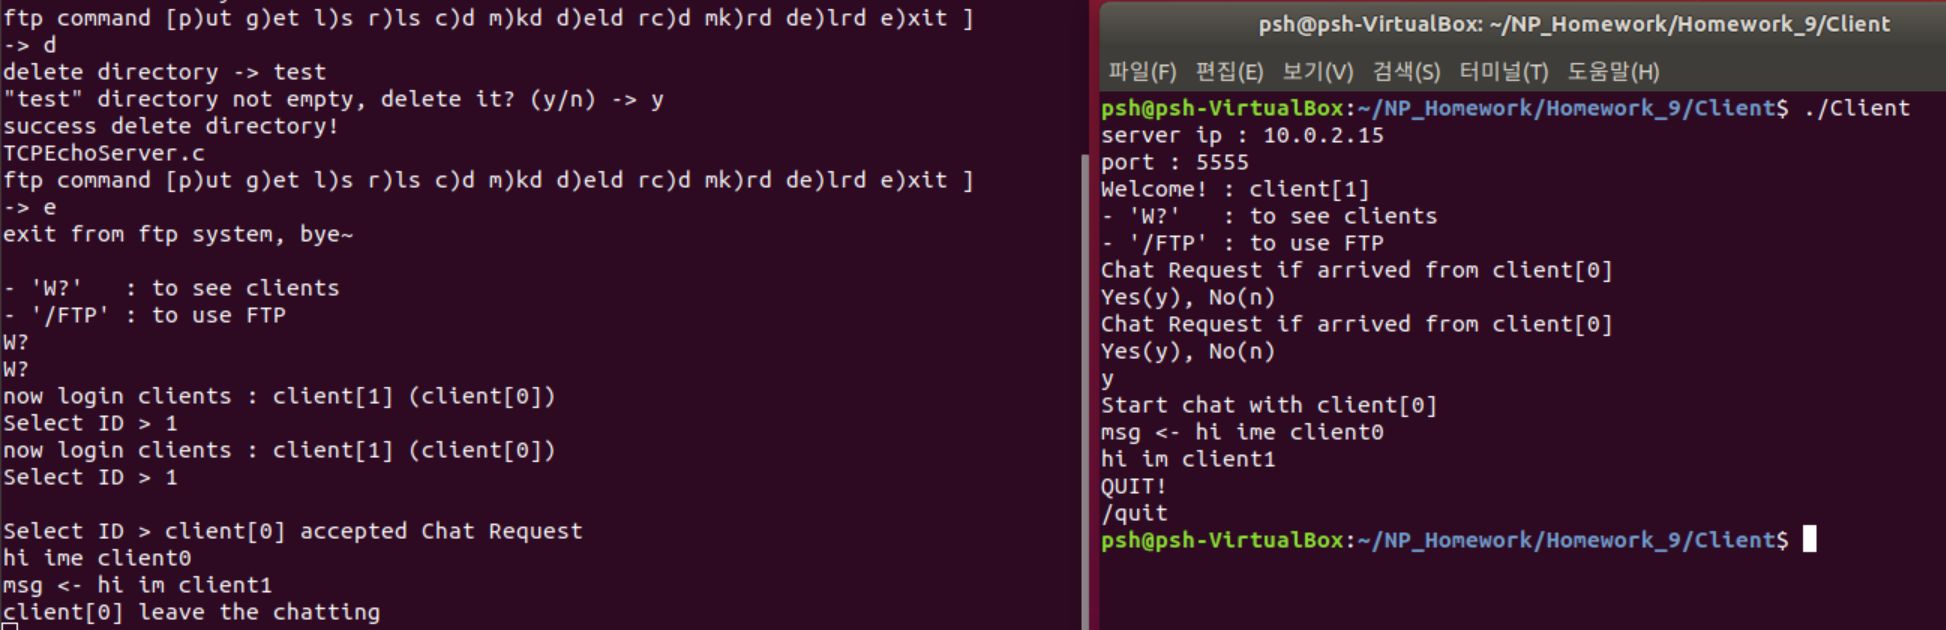 ftp command [p)ut g)et l)s r)ls c)d m)kd d)eld rc)d mk)rd de)lrd e)xit ]
-> d
delete directory -> test
"test" directory not empty, delete it? (y/n) -> y
success delete directory!
TCPEchoServer.c
ftp command [p)ut g)et l)s r)ls c)d m)kd d)eld rc)d mk)rd de)lrd e)xit ]
-> e
exit from ftp system, bye~
- 'W?'   : to see clients
- '/FTP' : to use FTP
W?
W?
now login clients : client[1] (client[0])
Select ID > 1
now login clients : client[1] (client[0])
Select ID > 1
Select ID > client[0] accepted Chat Request
hi ime client0
msg <- hi im client1
client[0] leave the chatting
psh@psh-VirtualBox: ~/NP_Homework/Homework_9/Client
파일(F) 편집(E) 보기(V) 검색(S) 터미널(T) 도움말(H)
psh@psh-VirtualBox:~/NP_Homework/Homework_9/Client$ ./Client
server ip : 10.0.2.15
port : 5555
Welcome! : client[1]
- 'W?'   : to see clients
- '/FTP' : to use FTP
Chat Request if arrived from client[0]
Yes(y), No(n)
Chat Request if arrived from client[0]
Yes(y), No(n)
y
Start chat with client[0]
msg <- hi ime client0
hi im client1
QUIT!
/quit
psh@psh-VirtualBox:~/NP_Homework/Homework_9/Client$